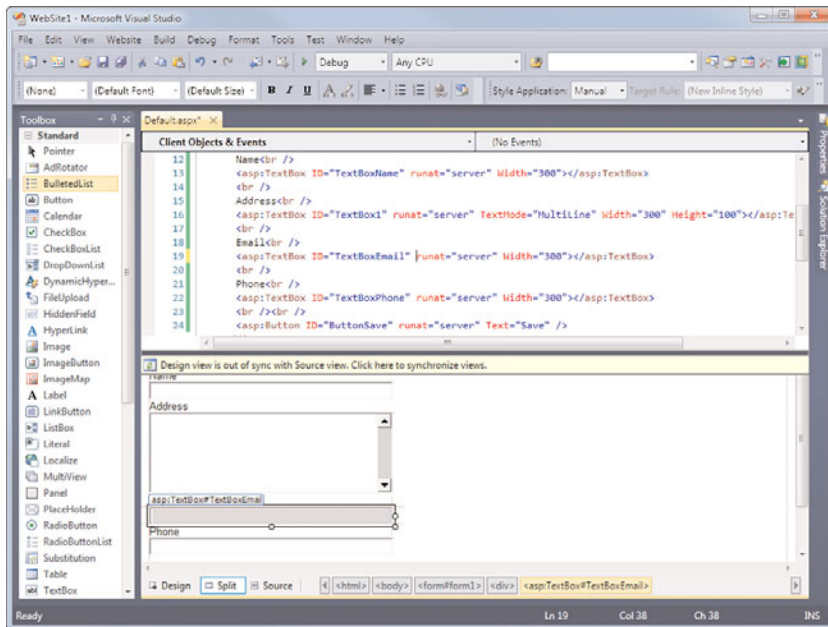 WebSite1 - Microsoft Visual Studio
File Edit View Website Build Debug Format Tools Test Window Help
Debug Any CPU
(None) (Default Font) (Default Size) B I U A Style Application: Manual Target Rule: (New Inline Style)
Toolbox
Standard
Pointer
AdRotator
BulletedList
Button
Calendar
CheckBox
CheckBoxList
DropDownList
DynamicHyper...
FileUpload
HiddenField
HyperLink
Image
ImageButton
ImageMap
A Label
LinkButton
ListBox
Literal
Localize
MultiView
Panel
PlaceHolder
RadioButton
RadioButtonList
Substitution
Table
TextBox
Default.aspx*
Client Objects & Events (No Events)
12 Name<br />
13 <asp:TextBox ID="TextBoxName" runat="server" Width="300"></asp:TextBox>
14 <br />
15 Address<br />
16 <asp:TextBox ID="TextBox1" runat="server" TextMode="MultiLine" Width="300" Height="100"></asp:Te
17 <br />
18 Email<br />
19 <asp:TextBox ID="TextBoxEmail" runat="server" Width="300"></asp:TextBox>
20 <br />
21 Phone<br />
22 <asp:TextBox ID="TextBoxPhone" runat="server" Width="300"></asp:TextBox>
23 <br /><br />
24 <asp:Button ID="ButtonSave" runat="server" Text="Save" />
Design view is out of sync with Source view. Click here to synchronize views.
Name
Address
asp:TextBox#TextBoxEmail
Phone
Design Split Source <html> <body> <form#form1> <div> <asp:TextBox#TextBoxEmail>
Properties
Solution Explorer
Ready Ln 19 Col 38 Ch 38 INS